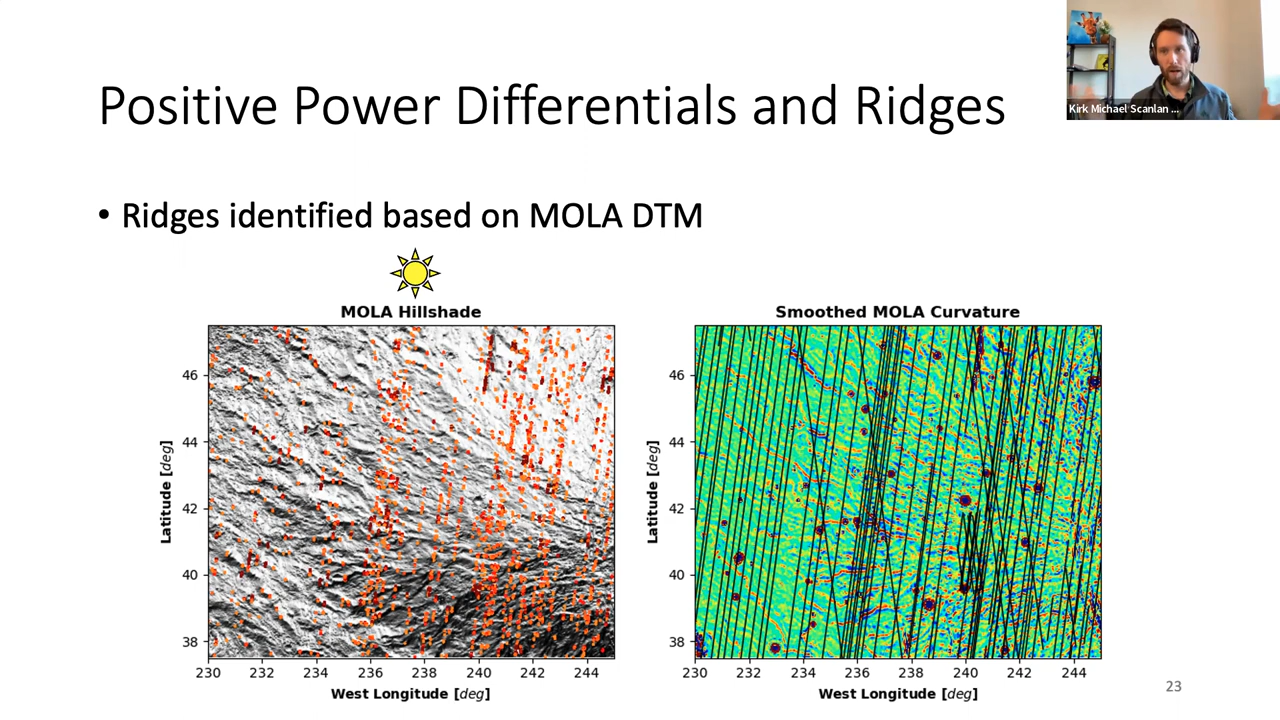 Kirk Michael Scanlan ...
Positive Power Differentials and Ridges
• Ridges identified based on MOLA DTM
MOLA Hillshade
46
44
42
40
38
Latitude [deg]
230 232 234 236 238 240 242 244
West Longitude [deg]
Smoothed MOLA Curvature
46
44
42
40
38
Latitude [deg]
230 232 234 236 238 240 242 244
West Longitude [deg]
23